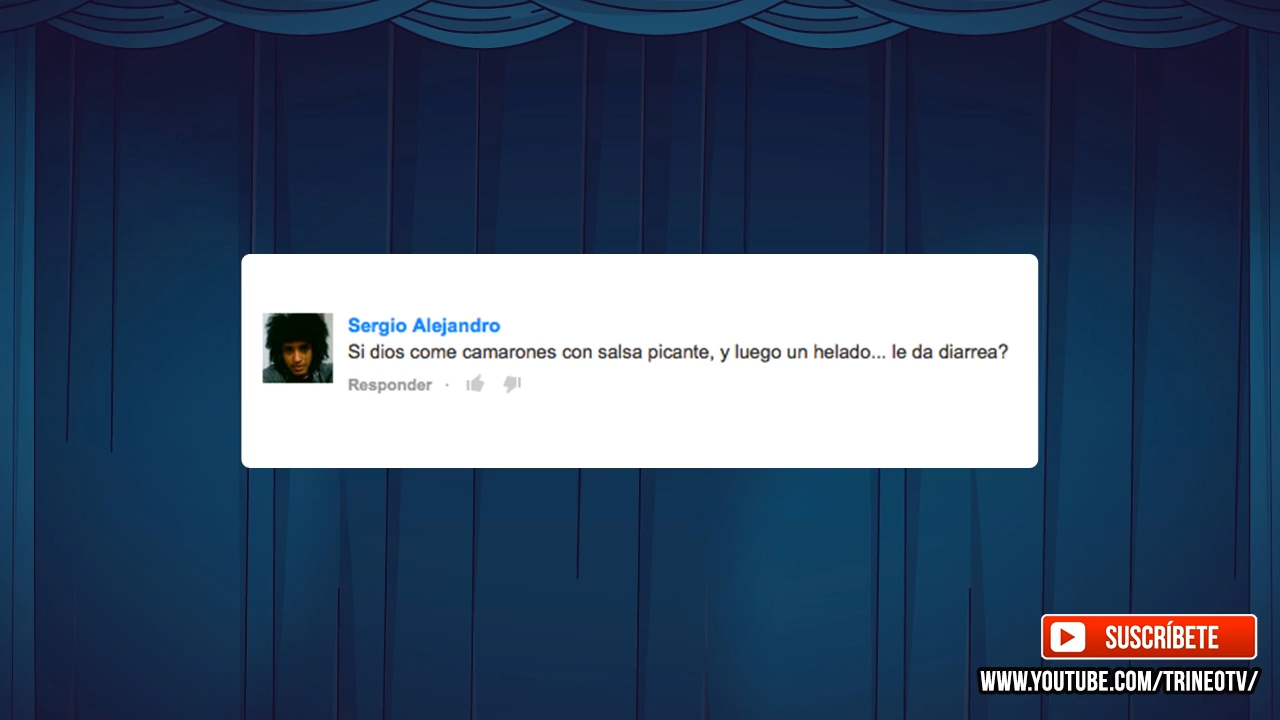 Sergio Alejandro
Si dios come camarones con salsa picante, y luego un helado... le da diarrea?
Responder ·
SUSCRÍBETE
WWW.YOUTUBE.COM/TRINEOTV/